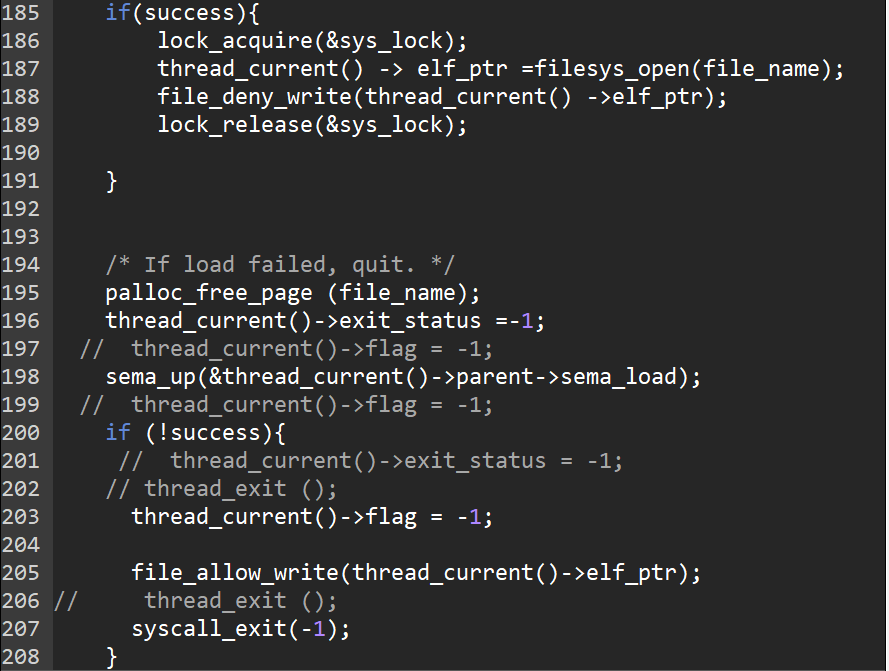 185     if(success){
186         lock_acquire(&sys_lock);
187         thread_current() -> elf_ptr =filesys_open(file_name);
188         file_deny_write(thread_current() ->elf_ptr);
189         lock_release(&sys_lock);
190
191     }
192
193
194     /* If load failed, quit. */
195     palloc_free_page (file_name);
196     thread_current()->exit_status =-1;
197   //  thread_current()->flag = -1;
198     sema_up(&thread_current()->parent->sema_load);
199   //  thread_current()->flag = -1;
200     if (!success){
201      //  thread_current()->exit_status = -1;
202     // thread_exit ();
203       thread_current()->flag = -1;
204
205       file_allow_write(thread_current()->elf_ptr);
206 //     thread_exit ();
207       syscall_exit(-1);
208     }